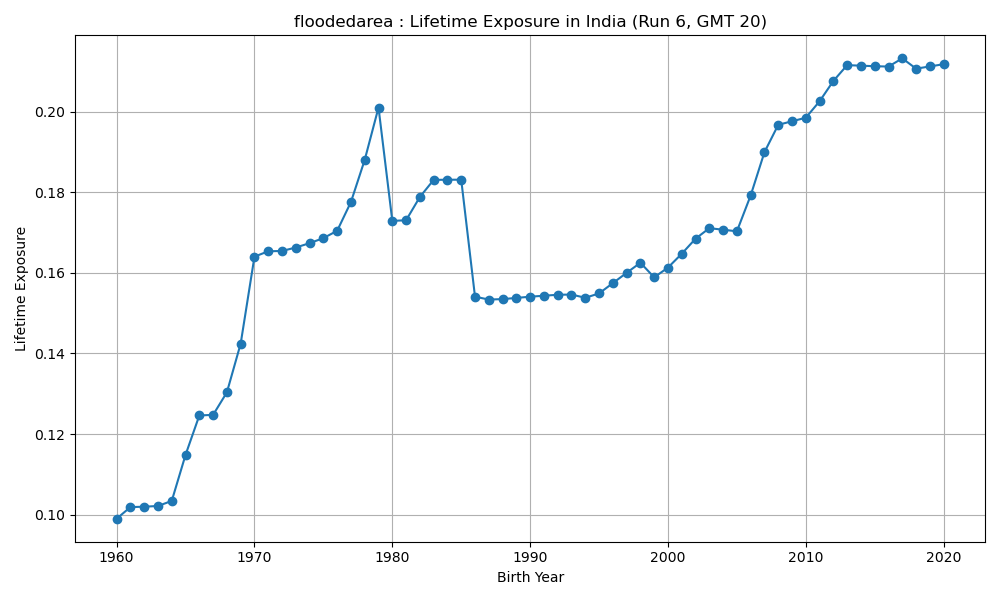 floodedarea : Lifetime Exposure in India (Run 6, GMT 20)
Lifetime Exposure
0.20
0.18
0.16
0.14
0.12
0.10
1960 1970 1980 1990 2000 2010 2020
Birth Year